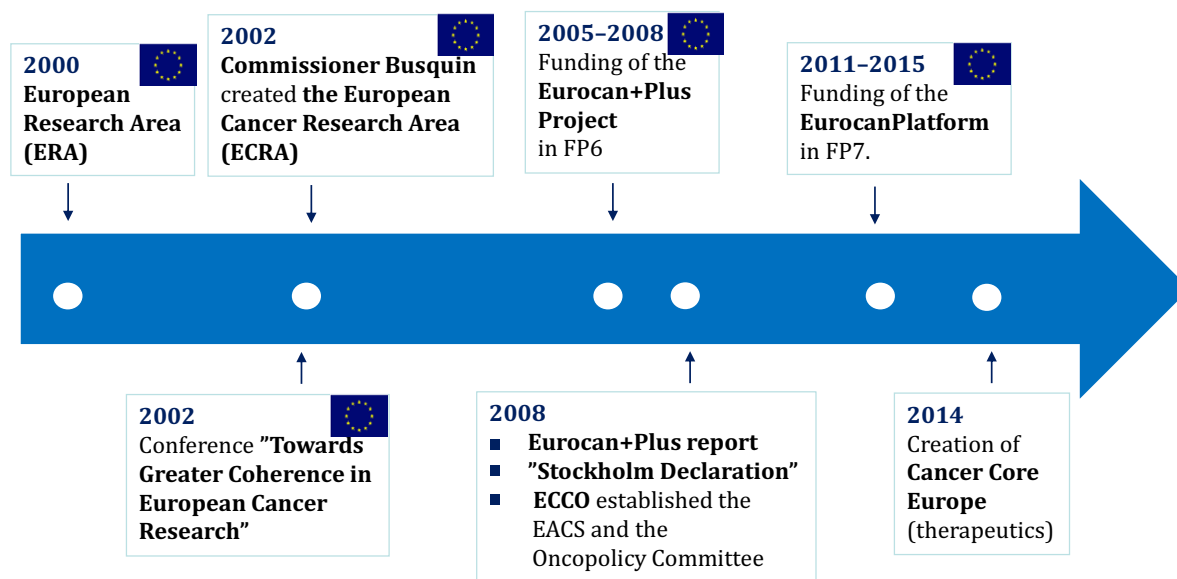 2000
European
Research Area
(ERA)
2002
Commissioner Busquin
created the European
Cancer Research Area
(ECRA)
2005–2008
Funding of the
Eurocan+Plus
Project
in FP6
2011–2015
Funding of the
EurocanPlatform
in FP7.
2002
Conference ”Towards
Greater Coherence in
European Cancer
Research”
2008
▪ Eurocan+Plus report
▪ ”Stockholm Declaration”
▪ ECCO established the
EACS and the
Oncopolicy Committee
2014
Creation of
Cancer Core
Europe
(therapeutics)